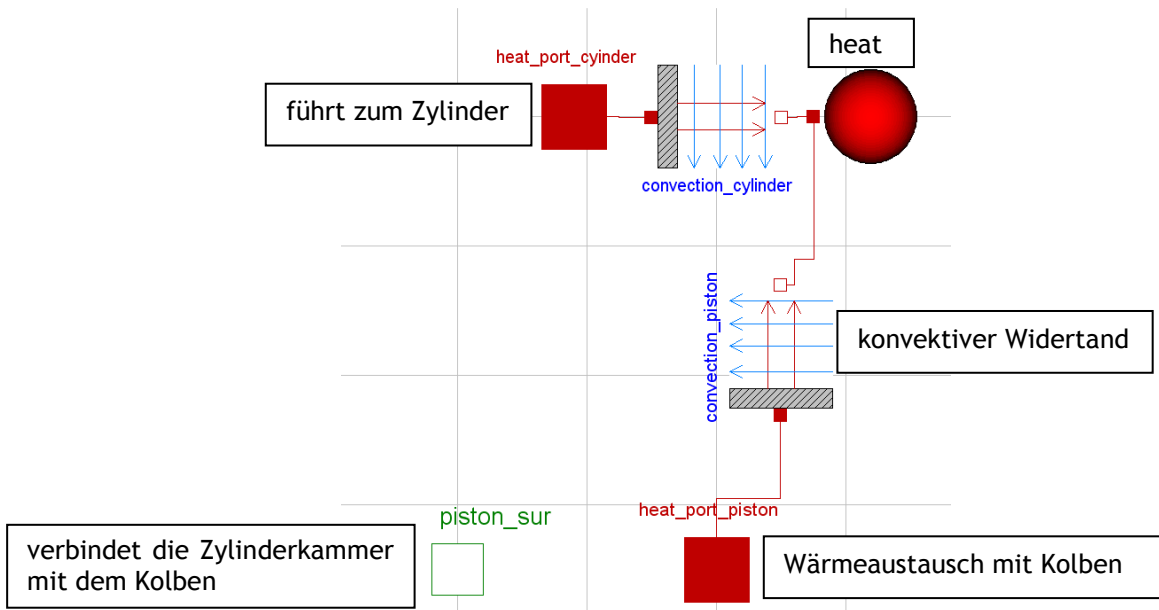 heat
heat_port_cyinder
führt zum Zylinder
convection_cylinder
convection_piston
konvektiver Widertand
piston_sur
heat_port_piston
verbindet die Zylinderkammer
mit dem Kolben
Wärmeaustausch mit Kolben